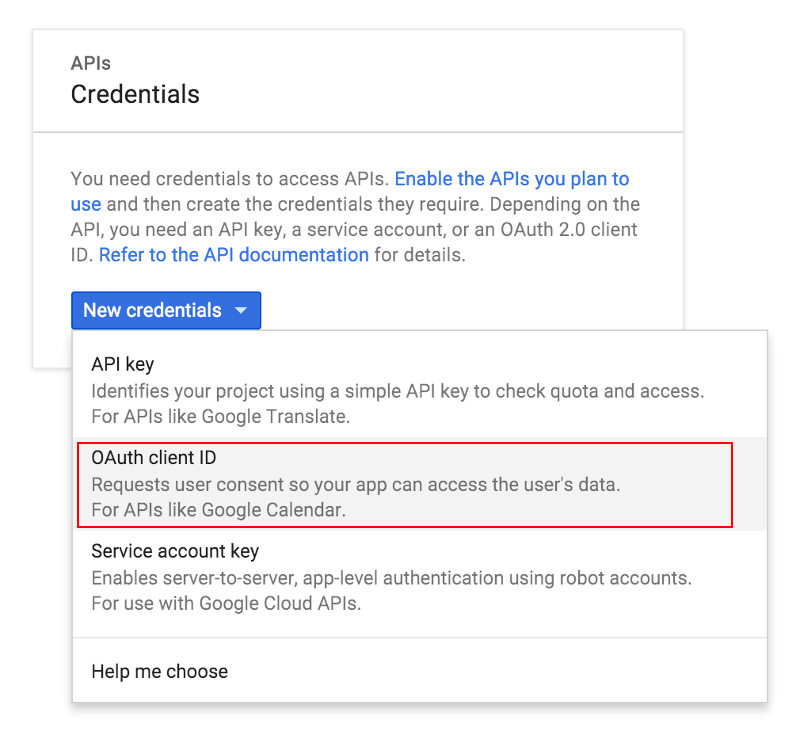 APIs
Credentials
You need credentials to access APIs. Enable the APIs you plan to
use and then create the credentials they require. Depending on the
API, you need an API key, a service account, or an OAuth 2.0 client
ID. Refer to the API documentation for details.
New credentials
API key
Identifies your project using a simple API key to check quota and access.
For APIs like Google Translate.
OAuth client ID
Requests user consent so your app can access the user's data.
For APIs like Google Calendar.
Service account key
Enables server-to-server, app-level authentication using robot accounts.
For use with Google Cloud APIs.
Help me choose